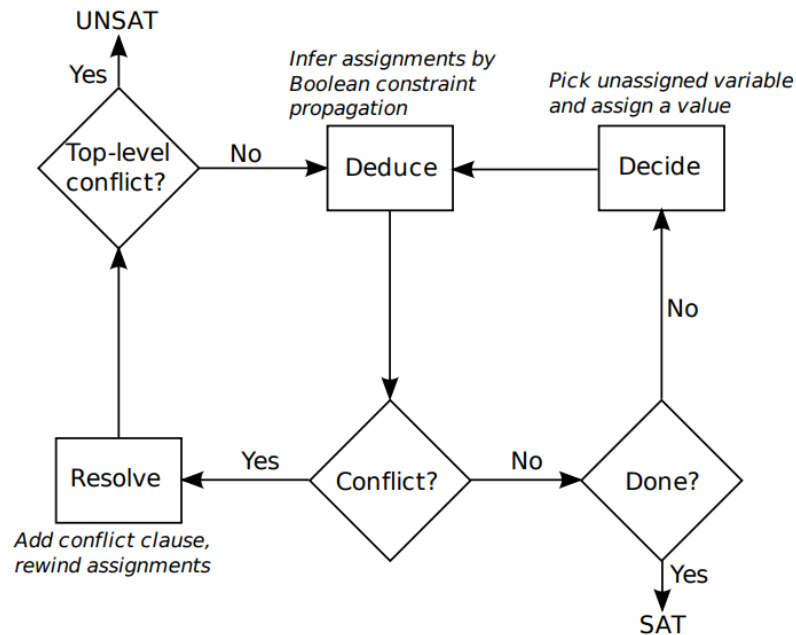 UNSAT
Yes
Infer assignments by
Boolean constraint
propagation
Pick unassigned variable
and assign a value
Top-level
conflict?
No
Deduce
Decide
No
Resolve
Yes
Conflict?
No
Done?
Add conflict clause,
rewind assignments
Yes
SAT